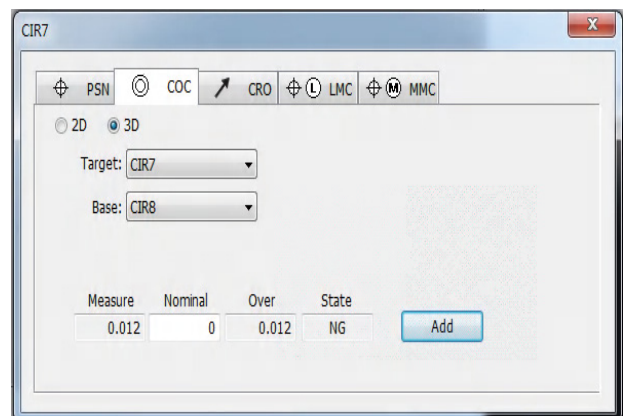 CIR7
PSN COC CRO L LMC M MMC
2D 3D
Target: CIR7
Base: CIR8
Measure Nominal Over State
0.012 0 0.012 NG Add